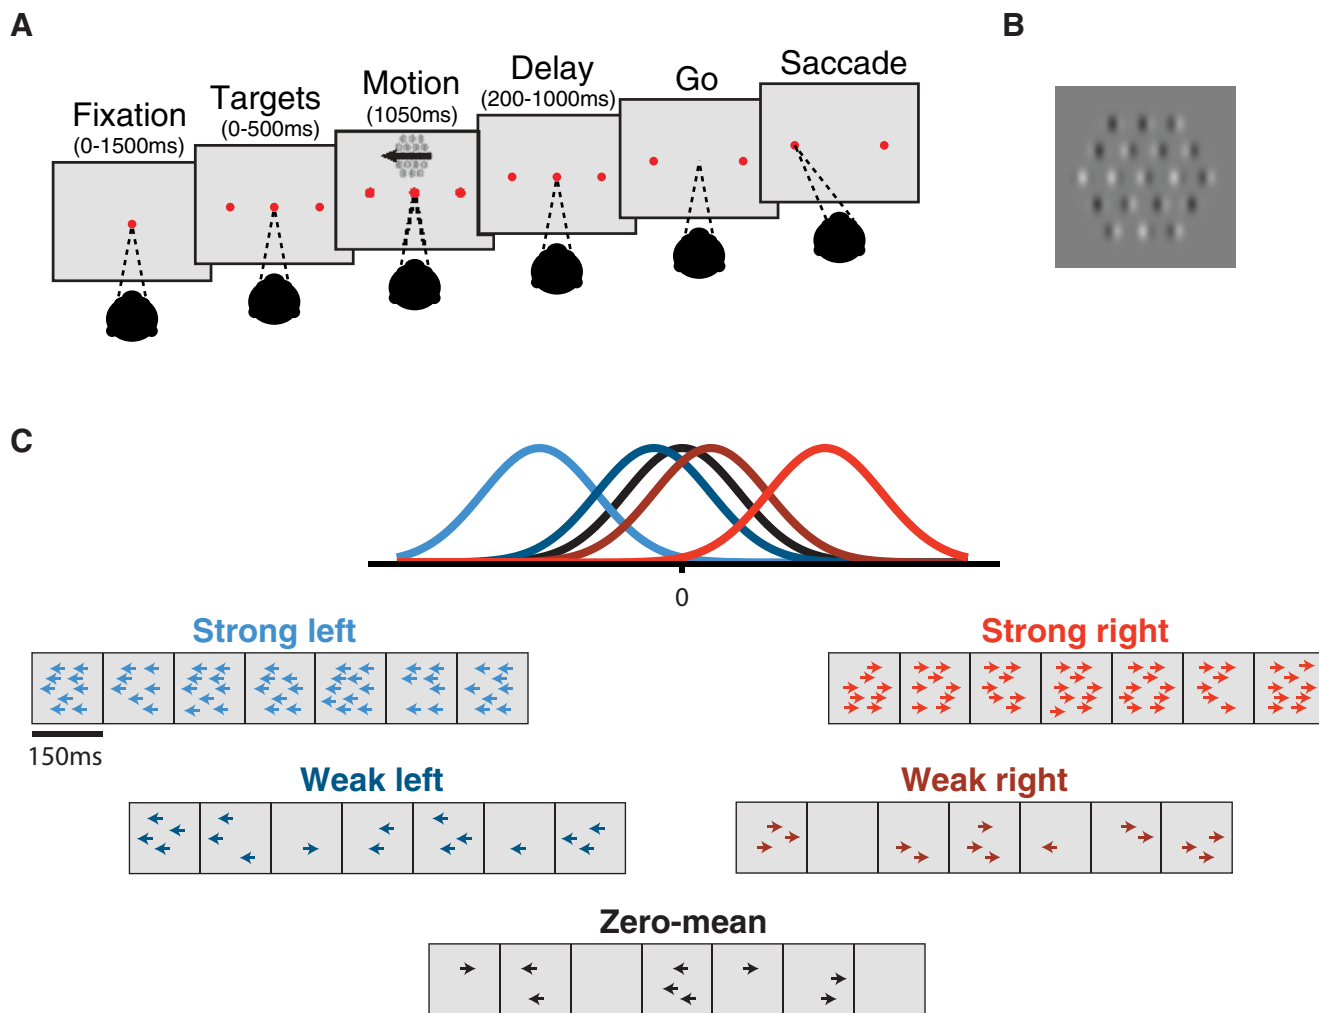 A
B
Fixation
(0-1500ms)
Targets
(0-500ms)
Motion
(1050ms)
Delay
(200-1000ms)
Go
Saccade
C
0
Strong left
Strong right
150ms
Weak left
Weak right
Zero-mean